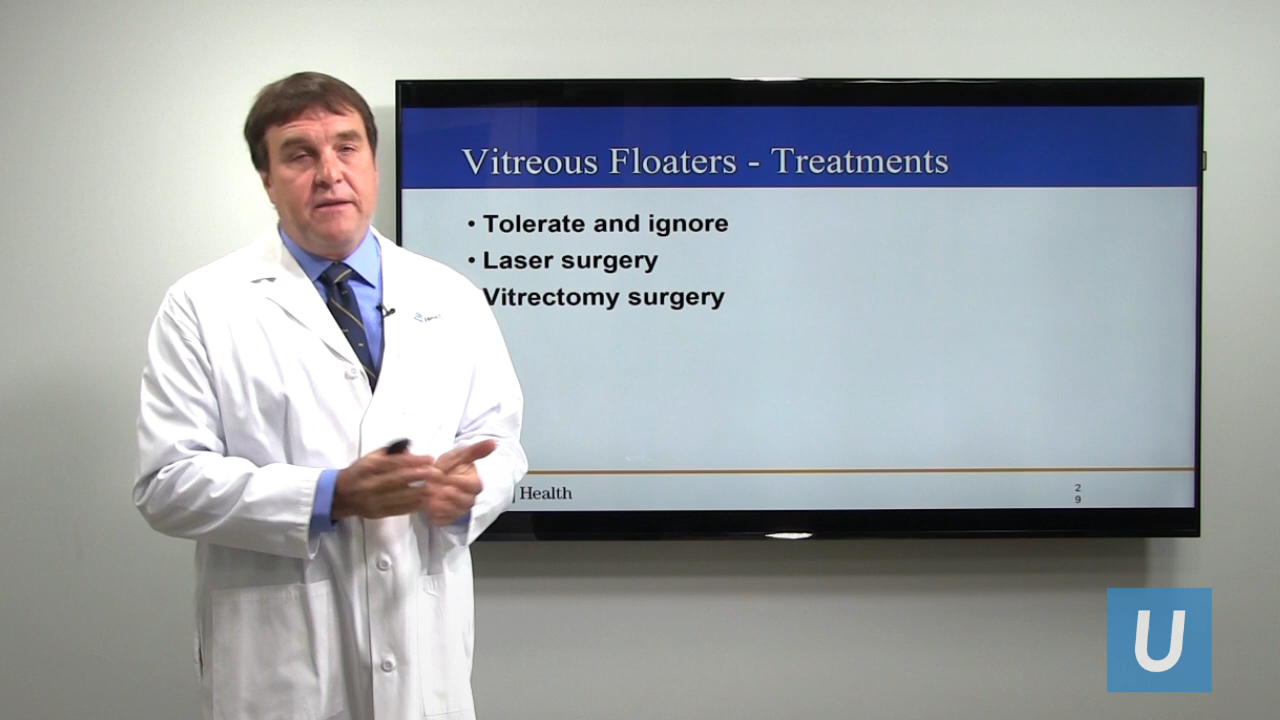 Vitreous Floaters - Treatments
• Tolerate and ignore
• Laser surgery
Vitrectomy surgery
Health
2
9
U